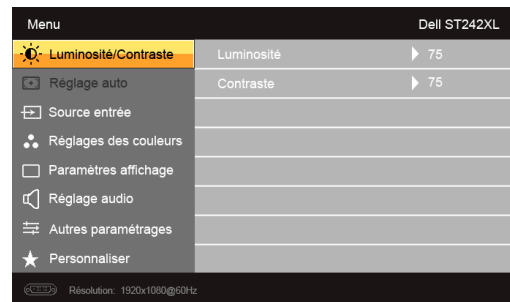 Menu Dell ST242XL
Luminosité/Contraste Luminosité 75
Réglage auto Contraste 75
Source entrée
Réglages des couleurs
Paramètres affichage
Réglage audio
Autres paramétrages
Personnaliser
Résolution: 1920x1080@60Hz